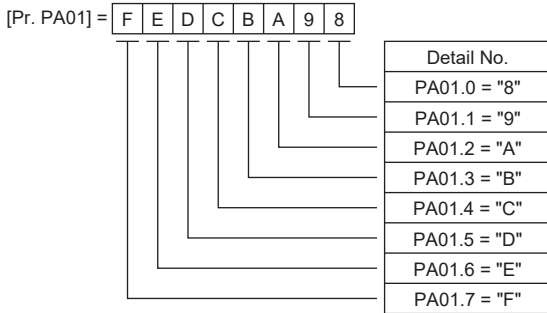 [Pr. PA01] = F E D C B A 9 8
Detail No.
PA01.0 = "8"
PA01.1 = "9"
PA01.2 = "A"
PA01.3 = "B"
PA01.4 = "C"
PA01.5 = "D"
PA01.6 = "E"
PA01.7 = "F"